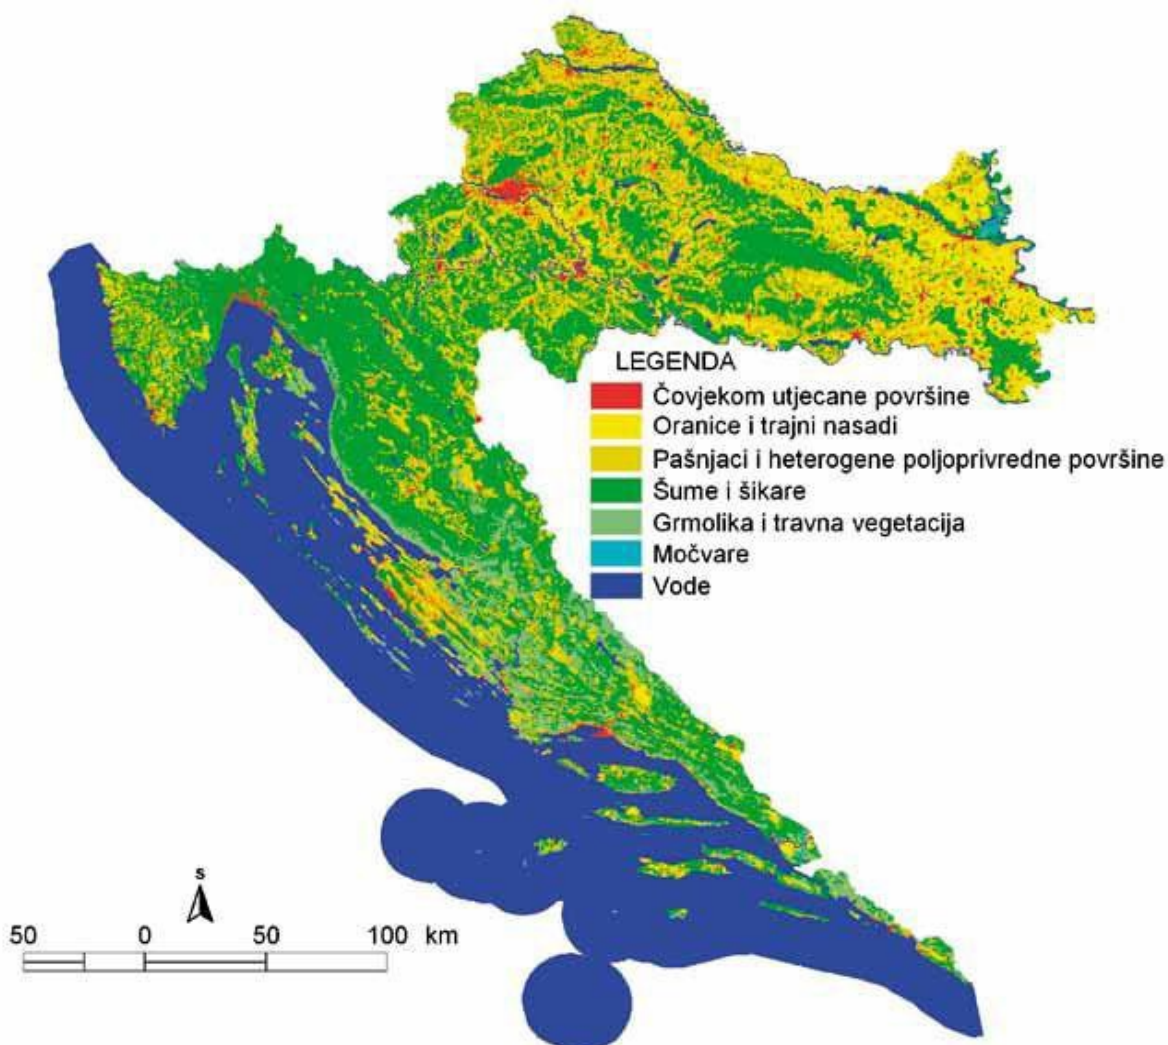 LEGENDA
Čovjekom utjecane površine
Oranice i trajni nasadi
Pašnjaci i heterogene poljoprivredne površine
Šume i šikare
Grmolika i travna vegetacija
Močvare
Vode
s
50 0 50 100 km